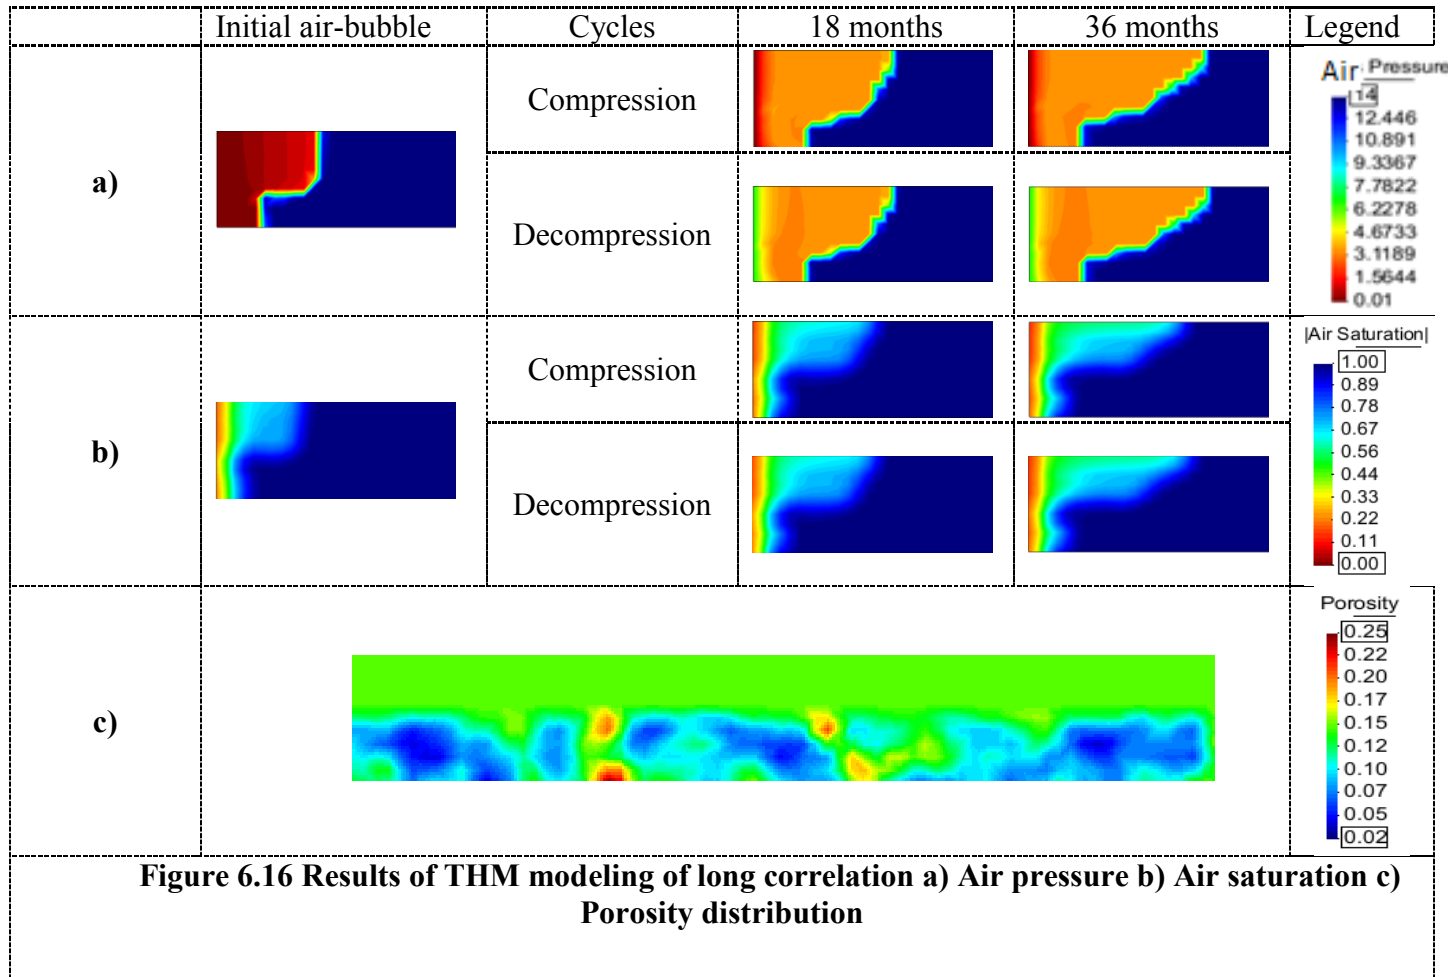 Initial air-bubble Cycles 18 months 36 months Legend
a)
Compression
Decompression
Air Pressure
14
12.446
10.891
9.3367
7.7822
6.2278
4.6733
3.1189
1.5644
0.01
b)
Compression
Decompression
|Air Saturation|
1.00
0.89
0.78
0.67
0.56
0.44
0.33
0.22
0.11
0.00
c)
Porosity
0.25
0.22
0.20
0.17
0.15
0.12
0.10
0.07
0.05
0.02
Figure 6.16 Results of THM modeling of long correlation a) Air pressure b) Air saturation c)
Porosity distribution